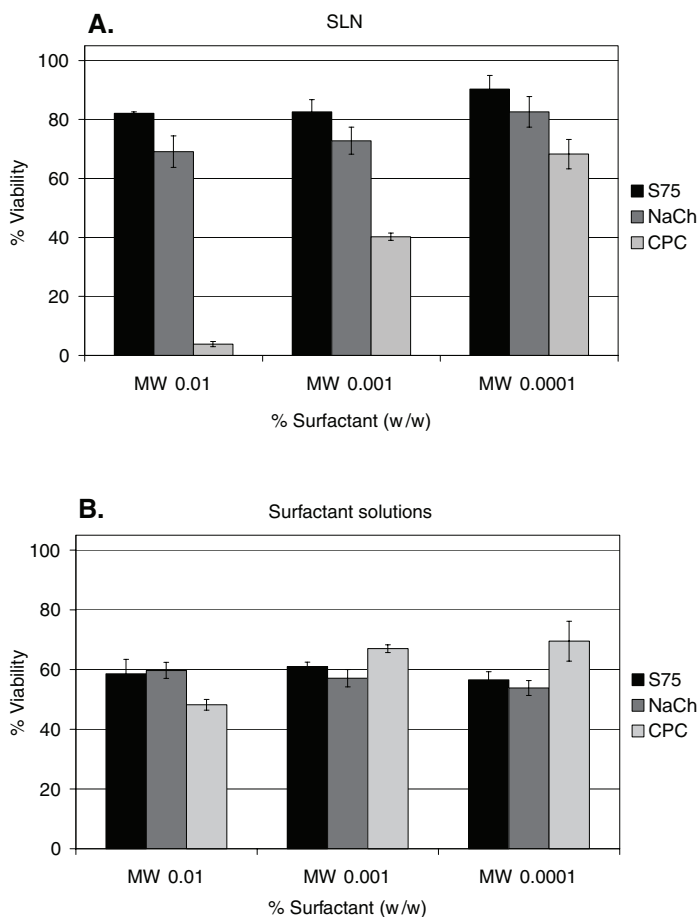 A.
SLN
100
80
60
40
20
0
% Viability
MW 0.01
MW 0.001
MW 0.0001
% Surfactant (w/w)
S75
NaCh
CPC
B.
Surfactant solutions
100
80
60
40
20
0
% Viability
MW 0.01
MW 0.001
MW 0.0001
% Surfactant (w/w)
S75
NaCh
CPC